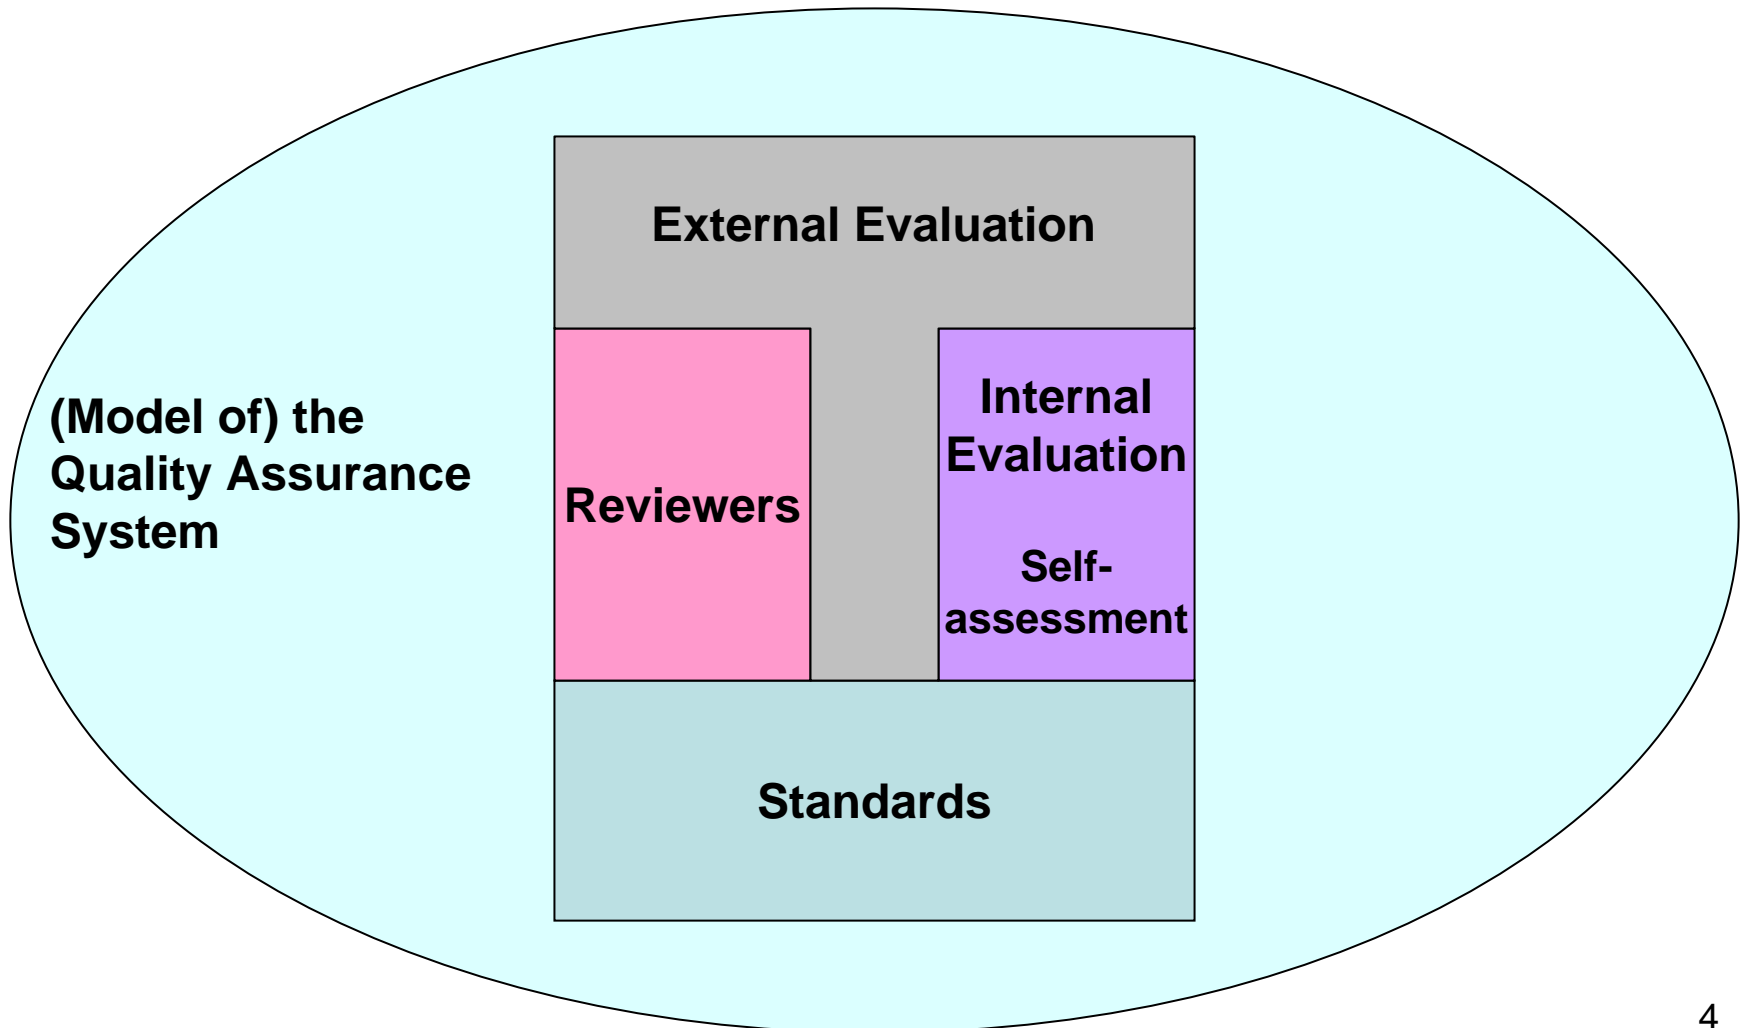 External Evaluation
(Model of) the
Quality Assurance
System
Reviewers
Internal
Evaluation
Self-
assessment
Standards
4